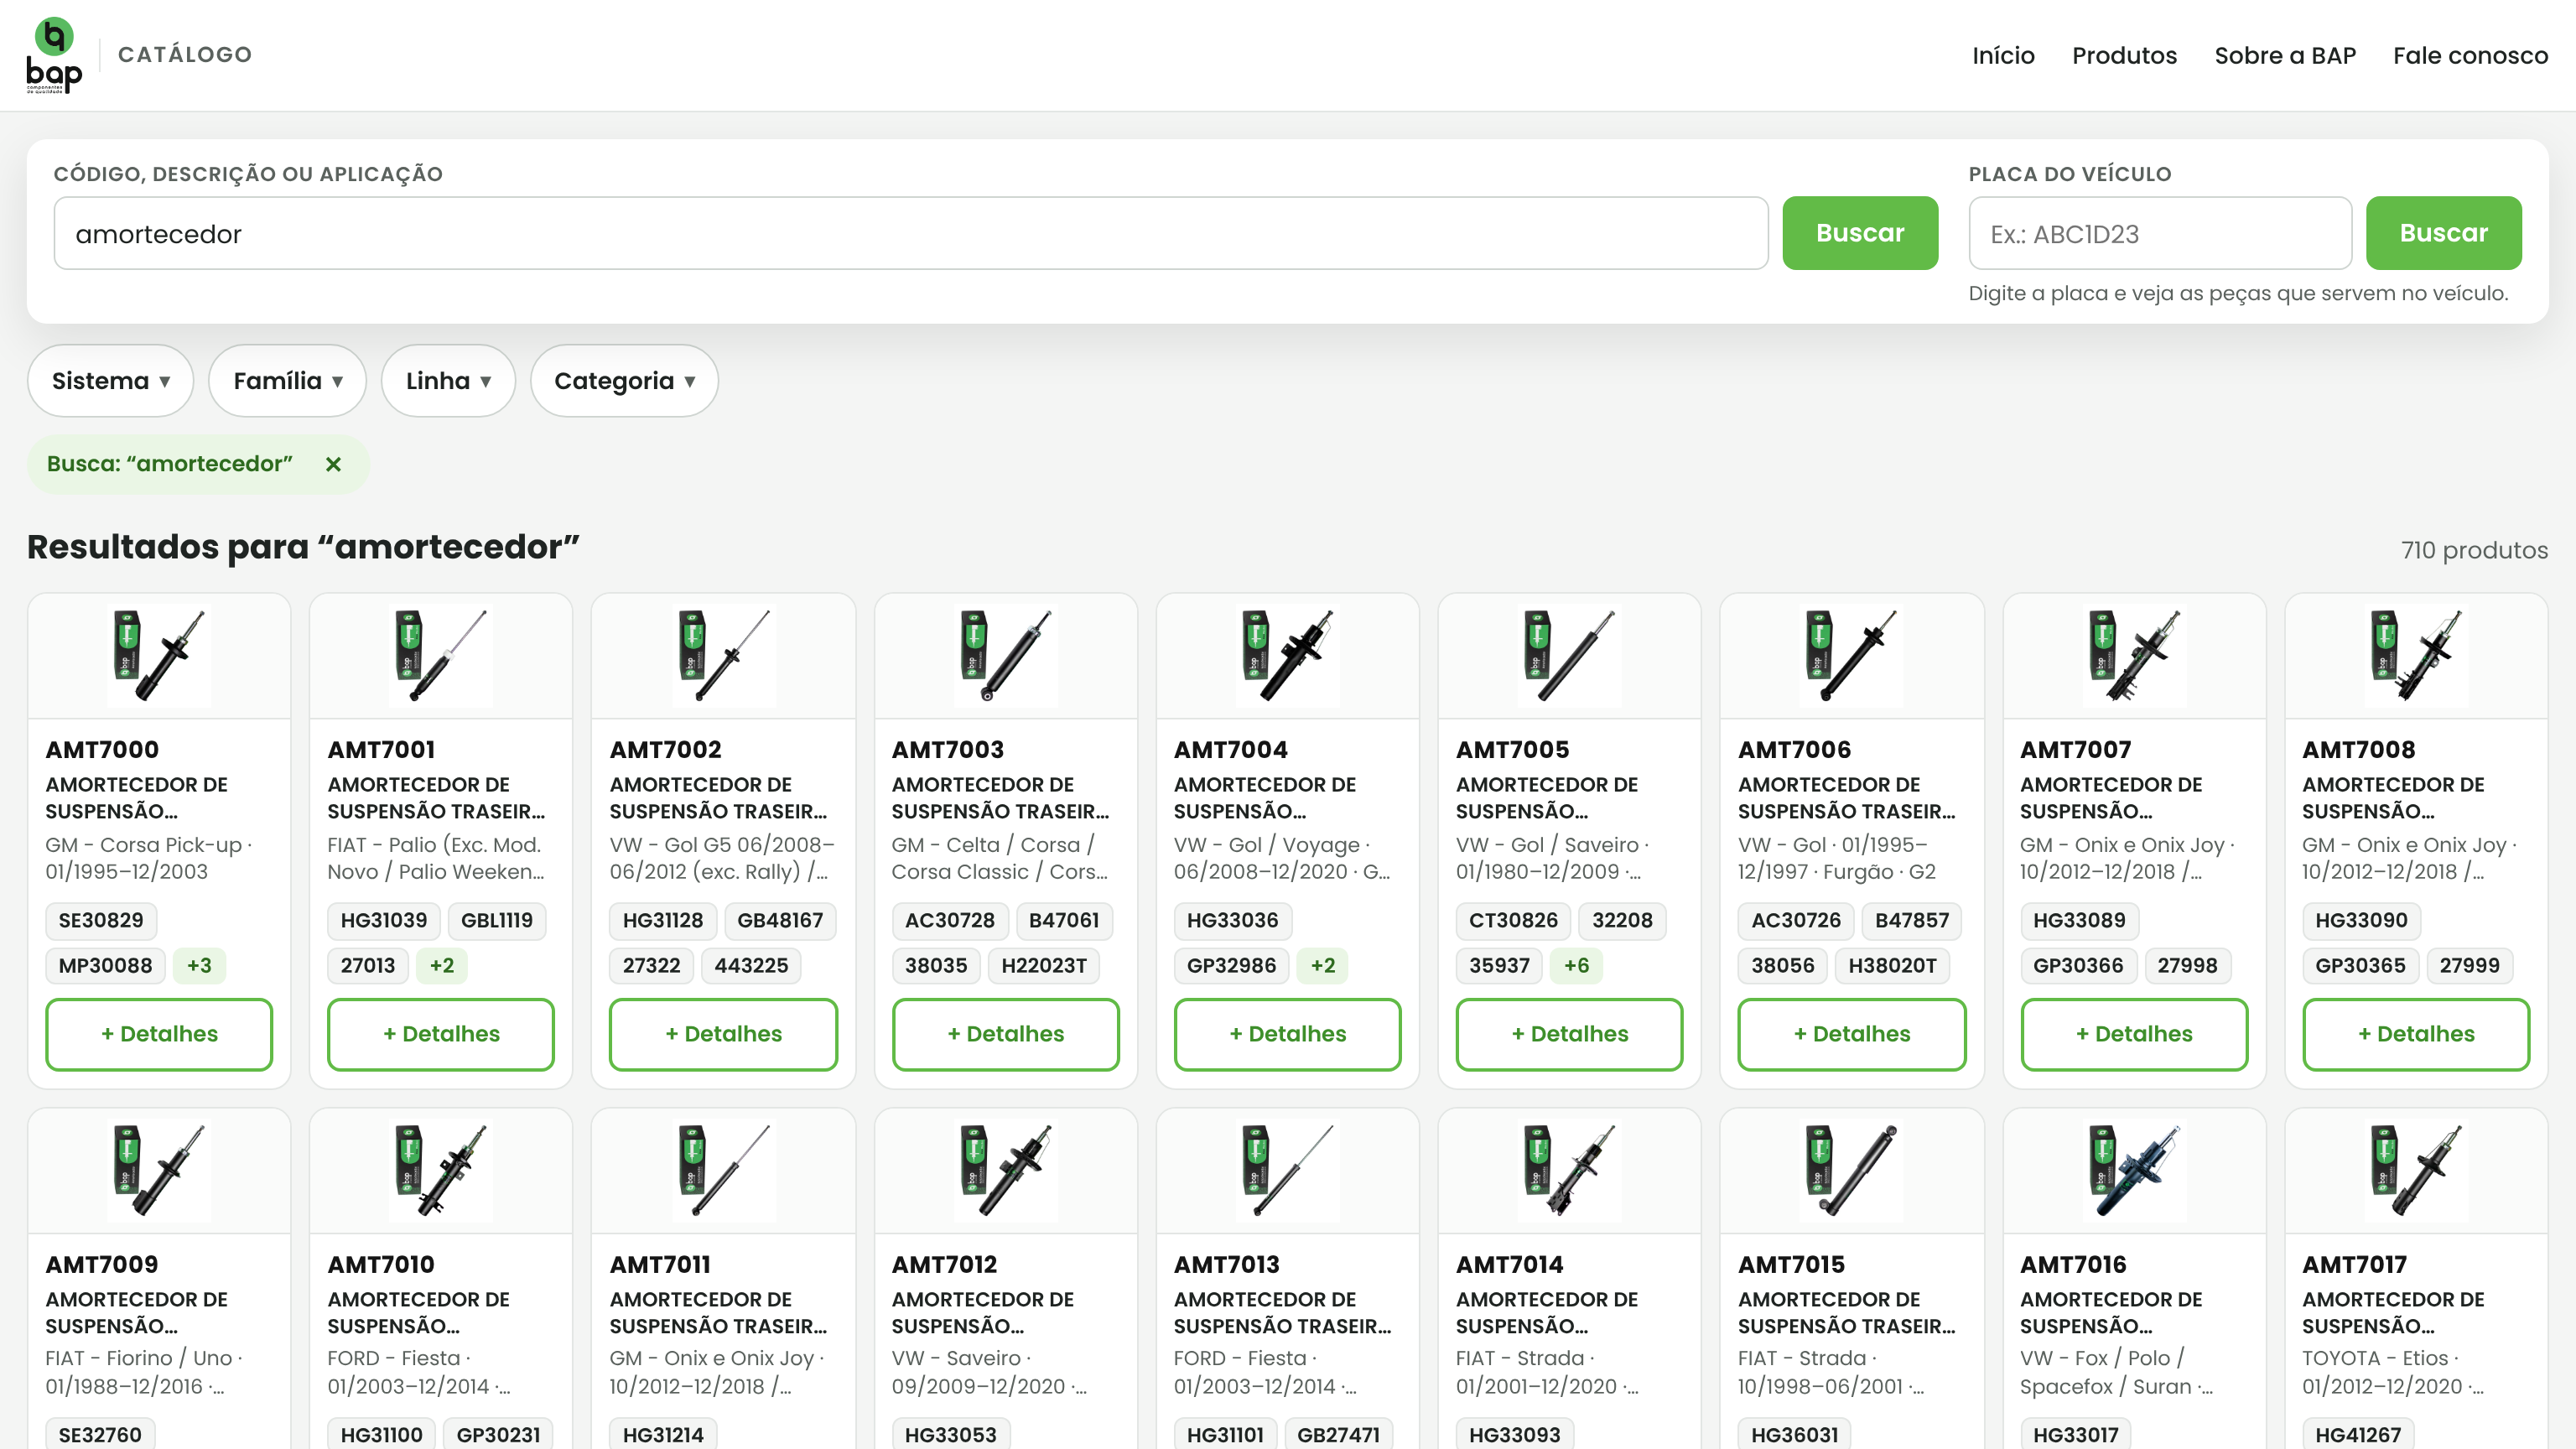 bap
componentes
de qualidade
CATÁLOGO
Início
Produtos
Sobre a BAP
Fale conosco
CÓDIGO, DESCRIÇÃO OU APLICAÇÃO
amortecedor
Buscar
PLACA DO VEÍCULO
Ex.: ABC1D23
Buscar
Digite a placa e veja as peças que servem no veículo.
Sistema ▾
Família ▾
Linha ▾
Categoria ▾
Busca: “amortecedor” ✕
Resultados para “amortecedor”
710 produtos
AMT7000
AMORTECEDOR DE
SUSPENSÃO…
GM - Corsa Pick-up ·
01/1995–12/2003
SE30829
MP30088 +3
+ Detalhes
AMT7001
AMORTECEDOR DE
SUSPENSÃO TRASEIR…
FIAT - Palio (Exc. Mod.
Novo / Palio Weeken…
HG31039 GBL1119
27013 +2
+ Detalhes
AMT7002
AMORTECEDOR DE
SUSPENSÃO TRASEIR…
VW - Gol G5 06/2008–
06/2012 (exc. Rally) /…
HG31128 GB48167
27322 443225
+ Detalhes
AMT7003
AMORTECEDOR DE
SUSPENSÃO TRASEIR…
GM - Celta / Corsa /
Corsa Classic / Cors…
AC30728 B47061
38035 H22023T
+ Detalhes
AMT7004
AMORTECEDOR DE
SUSPENSÃO…
VW - Gol / Voyage ·
06/2008–12/2020 · G…
HG33036
GP32986 +2
+ Detalhes
AMT7005
AMORTECEDOR DE
SUSPENSÃO…
VW - Gol / Saveiro ·
01/1980–12/2009 ·…
CT30826 32208
35937 +6
+ Detalhes
AMT7006
AMORTECEDOR DE
SUSPENSÃO TRASEIR…
VW - Gol · 01/1995–
12/1997 · Furgão · G2
AC30726 B47857
38056 H38020T
+ Detalhes
AMT7007
AMORTECEDOR DE
SUSPENSÃO…
GM - Onix e Onix Joy ·
10/2012–12/2018 /…
HG33089
GP30366 27998
+ Detalhes
AMT7008
AMORTECEDOR DE
SUSPENSÃO…
GM - Onix e Onix Joy ·
10/2012–12/2018 /…
HG33090
GP30365 27999
+ Detalhes
AMT7009
AMORTECEDOR DE
SUSPENSÃO…
FIAT - Fiorino / Uno ·
01/1988–12/2016 ·…
SE32760
AMT7010
AMORTECEDOR DE
SUSPENSÃO…
FORD - Fiesta ·
01/2003–12/2014 ·…
HG31100 GP30231
AMT7011
AMORTECEDOR DE
SUSPENSÃO TRASEIR…
GM - Onix e Onix Joy ·
10/2012–12/2018 /…
HG31214
AMT7012
AMORTECEDOR DE
SUSPENSÃO…
VW - Saveiro ·
09/2009–12/2020 ·…
HG33053
AMT7013
AMORTECEDOR DE
SUSPENSÃO TRASEIR…
FORD - Fiesta ·
01/2003–12/2014 ·…
HG31101 GB27471
AMT7014
AMORTECEDOR DE
SUSPENSÃO…
FIAT - Strada ·
01/2001–12/2020 ·…
HG33093
AMT7015
AMORTECEDOR DE
SUSPENSÃO TRASEIR…
FIAT - Strada ·
10/1998–06/2001 ·…
HG36031
AMT7016
AMORTECEDOR DE
SUSPENSÃO…
VW - Fox / Polo /
Spacefox / Suran ·…
HG33017
AMT7017
AMORTECEDOR DE
SUSPENSÃO…
TOYOTA - Etios ·
01/2012–12/2020 ·…
HG41267